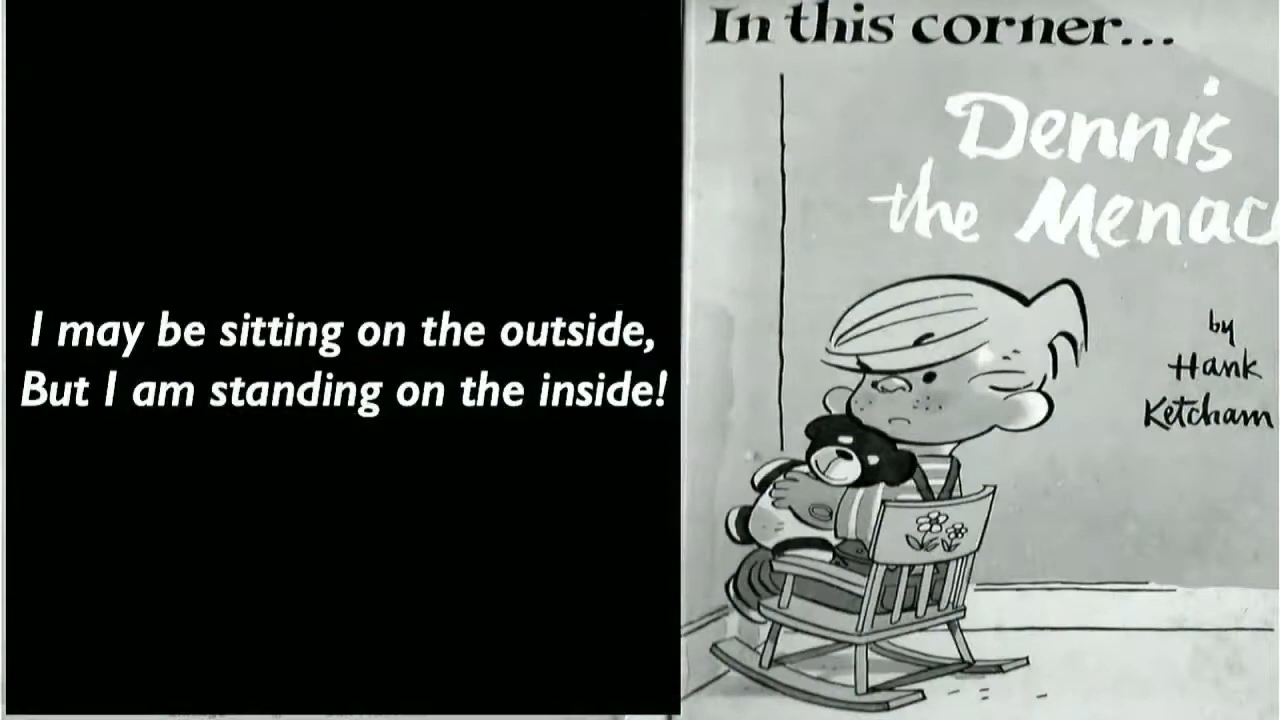 I may be sitting on the outside,
But I am standing on the inside!
In this corner...
Dennis
the Menac
by
Hank
Ketcham